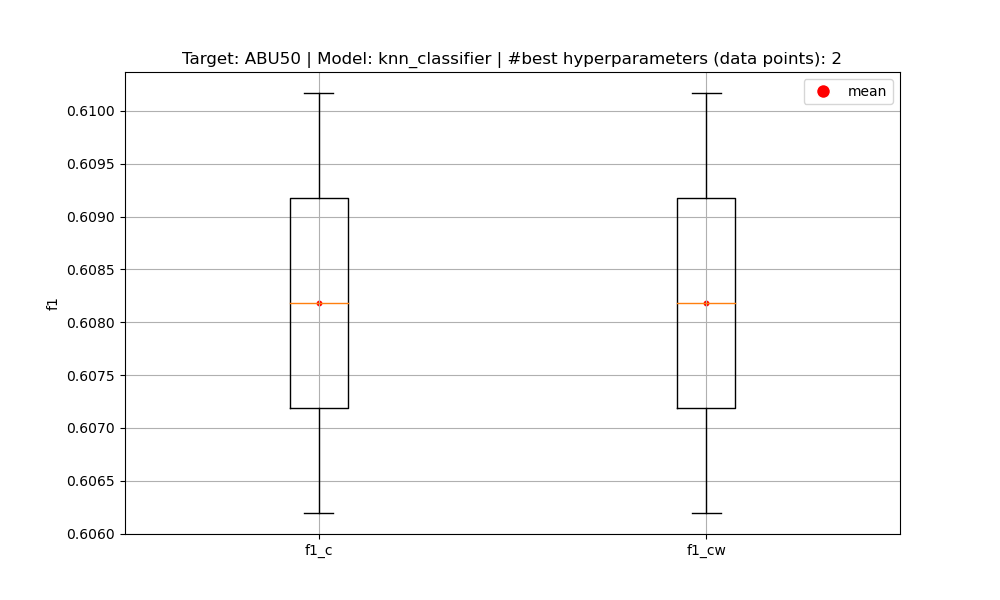 Target: ABU50 | Model: knn_classifier | #best hyperparameters (data points): 2
mean
0.6100
0.6095
0.6090
0.6085
0.6080
0.6075
0.6070
0.6065
0.6060
f1
f1_c
f1_cw